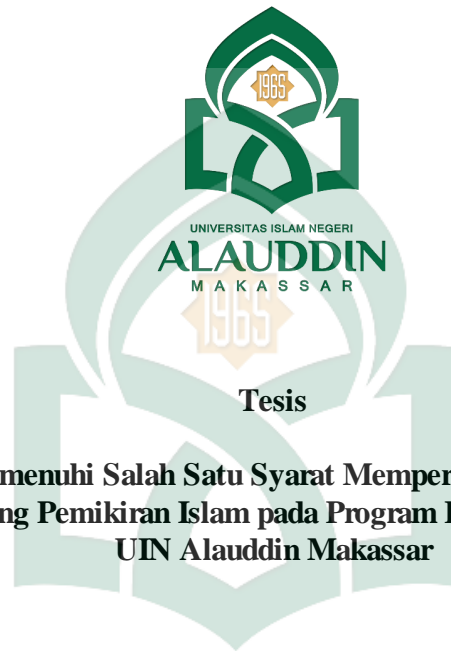 1965
UNIVERSITAS ISLAM NEGERI
ALAUDDIN
MAKASSAR
1965
Tesis
menuhi Salah Satu Syarat Memper
ng Pemikiran Islam pada Program
UIN Alauddin Makassar